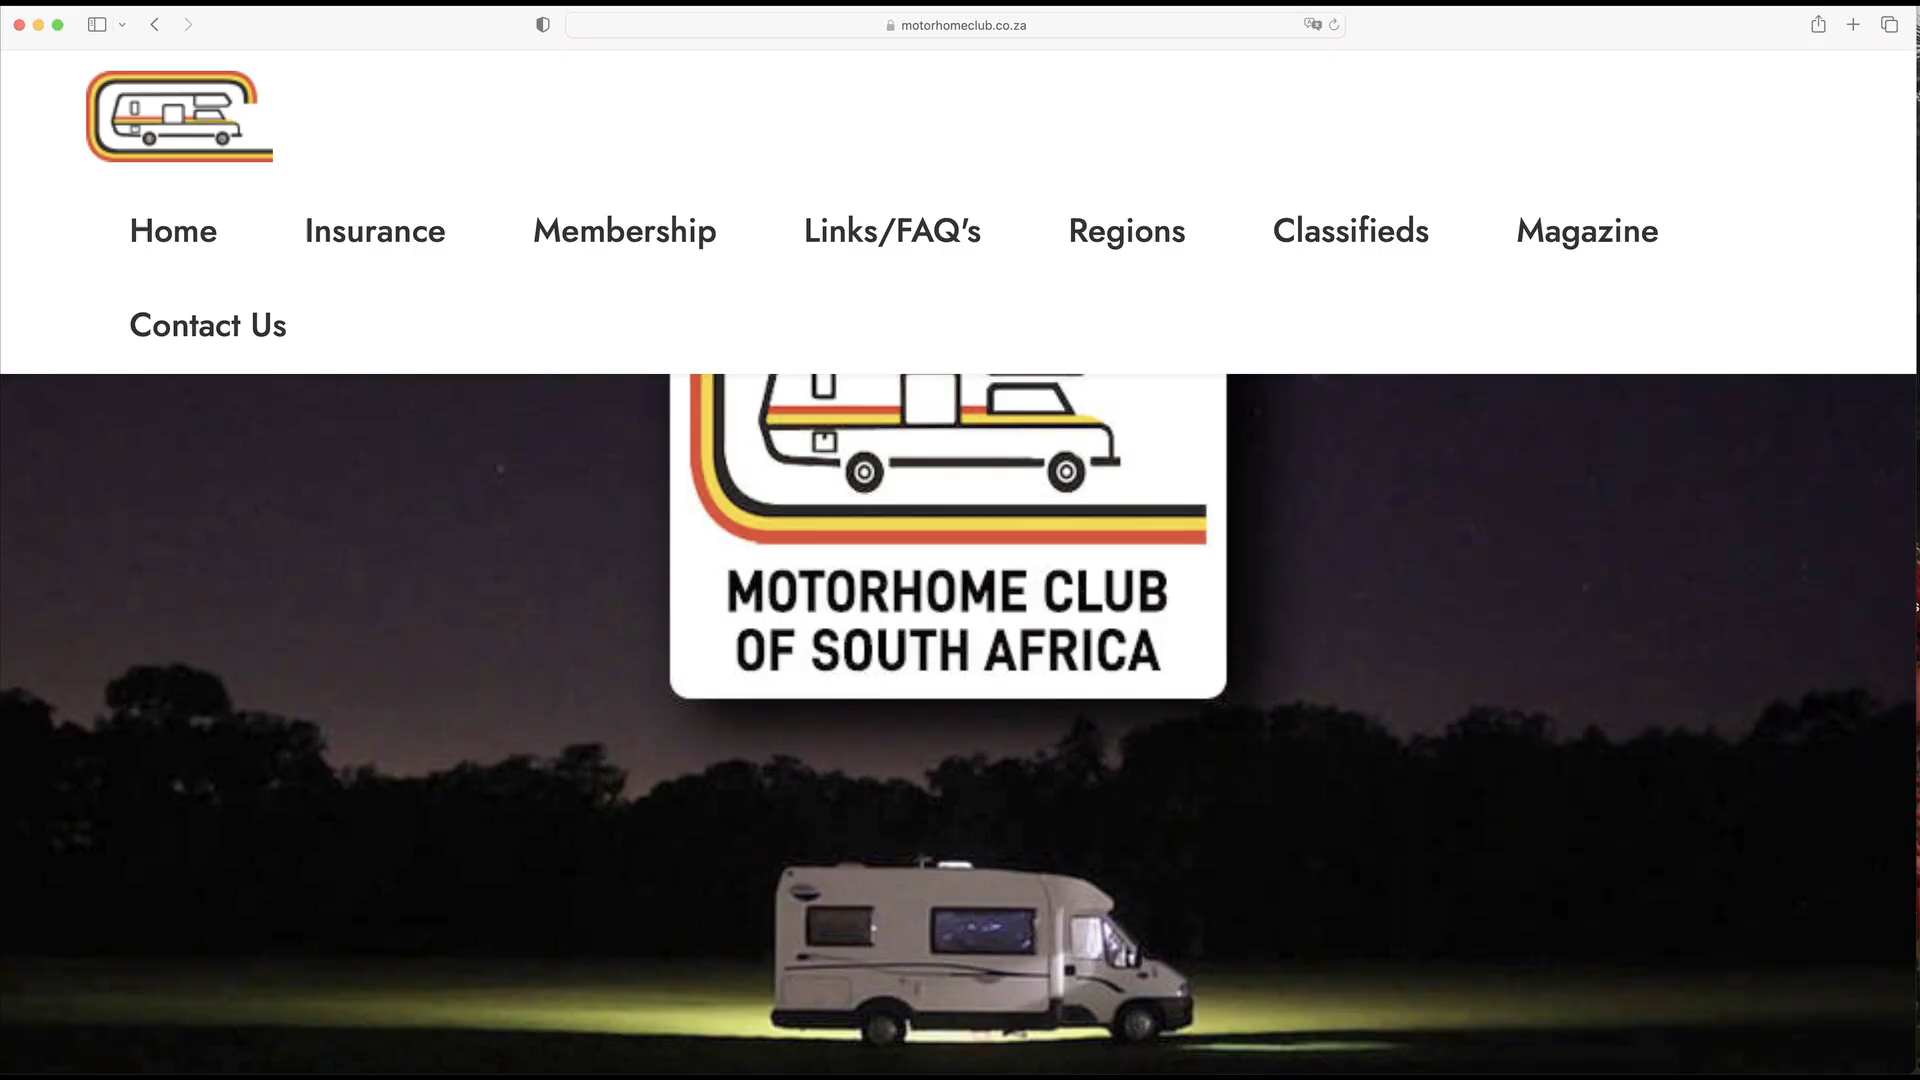 motorhomeclub.co.za
Home Insurance Membership Links/FAQ's Regions Classifieds Magazine
Contact Us
MOTORHOME CLUB
OF SOUTH AFRICA